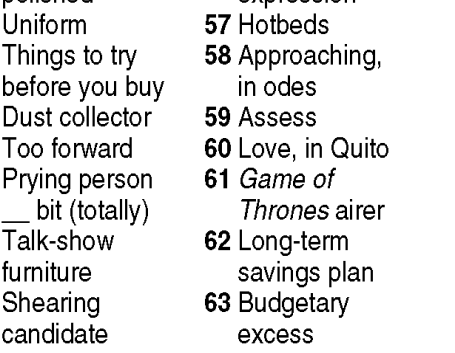 Uniform
Things to try
before you buy
Dust collector
Too forward
Prying person
__ bit (totally)
Talk-show
furniture
Shearing
candidate
57 Hotbeds
58 Approaching,
in odes
59 Assess
60 Love, in Quito
61 Game of
Thrones airer
62 Long-term
savings plan
63 Budgetary
excess